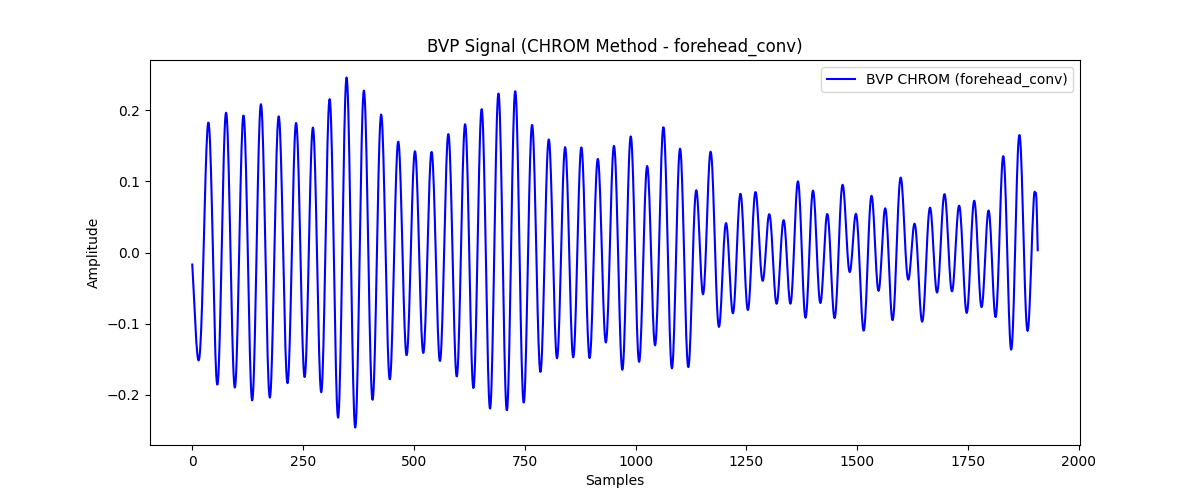 BVP Signal (CHROM Method - forehead_conv)
BVP CHROM (forehead_conv)
Amplitude
0.2
0.1
0.0
−0.1
−0.2
0 250 500 750 1000 1250 1500 1750 2000
Samples